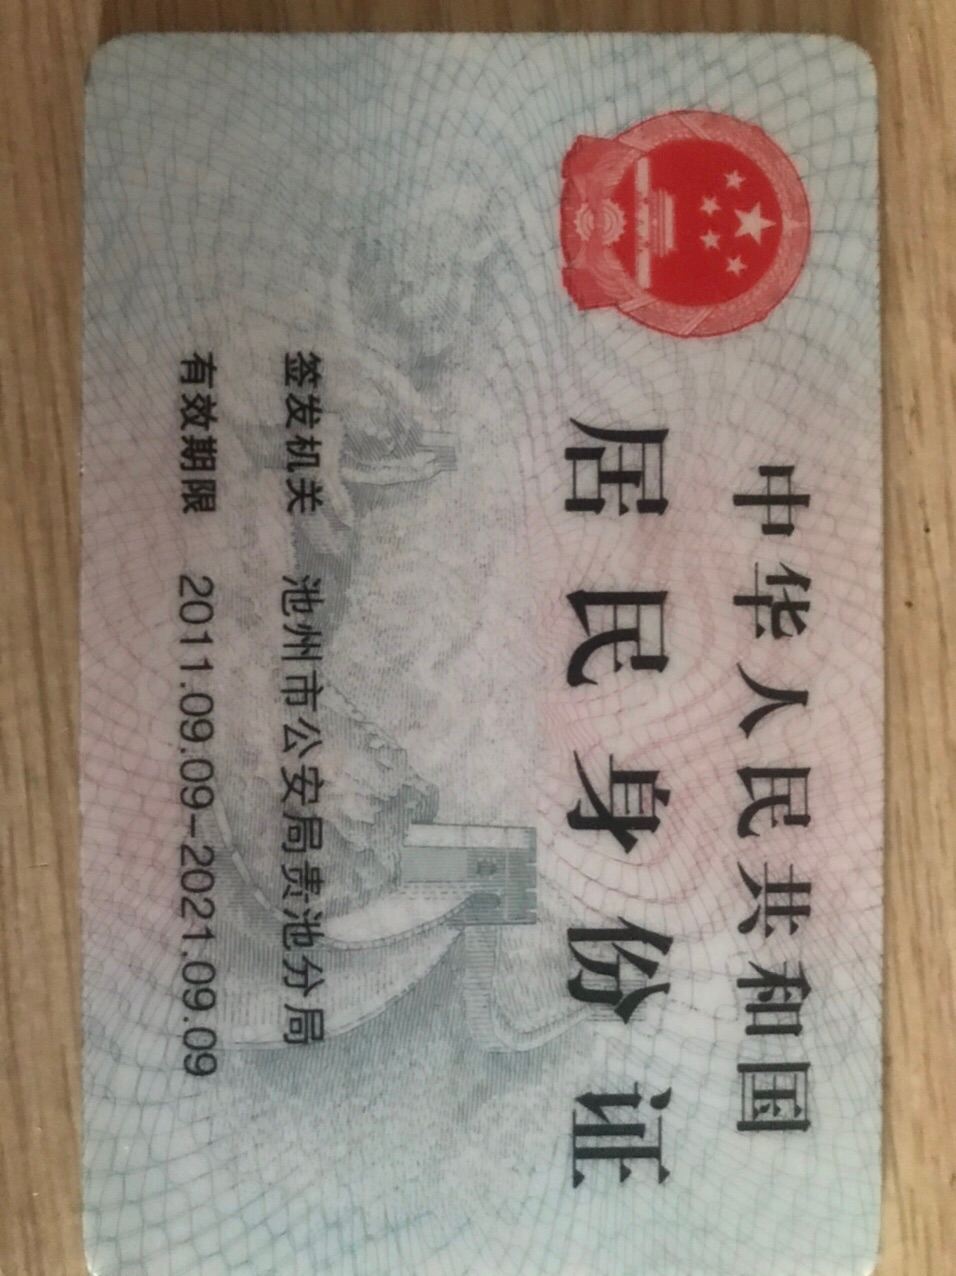 中华人民共和国
居民身份证
签发机关 池州市公安局贵池分局
有效期限 2011.09.09-2021.09.09